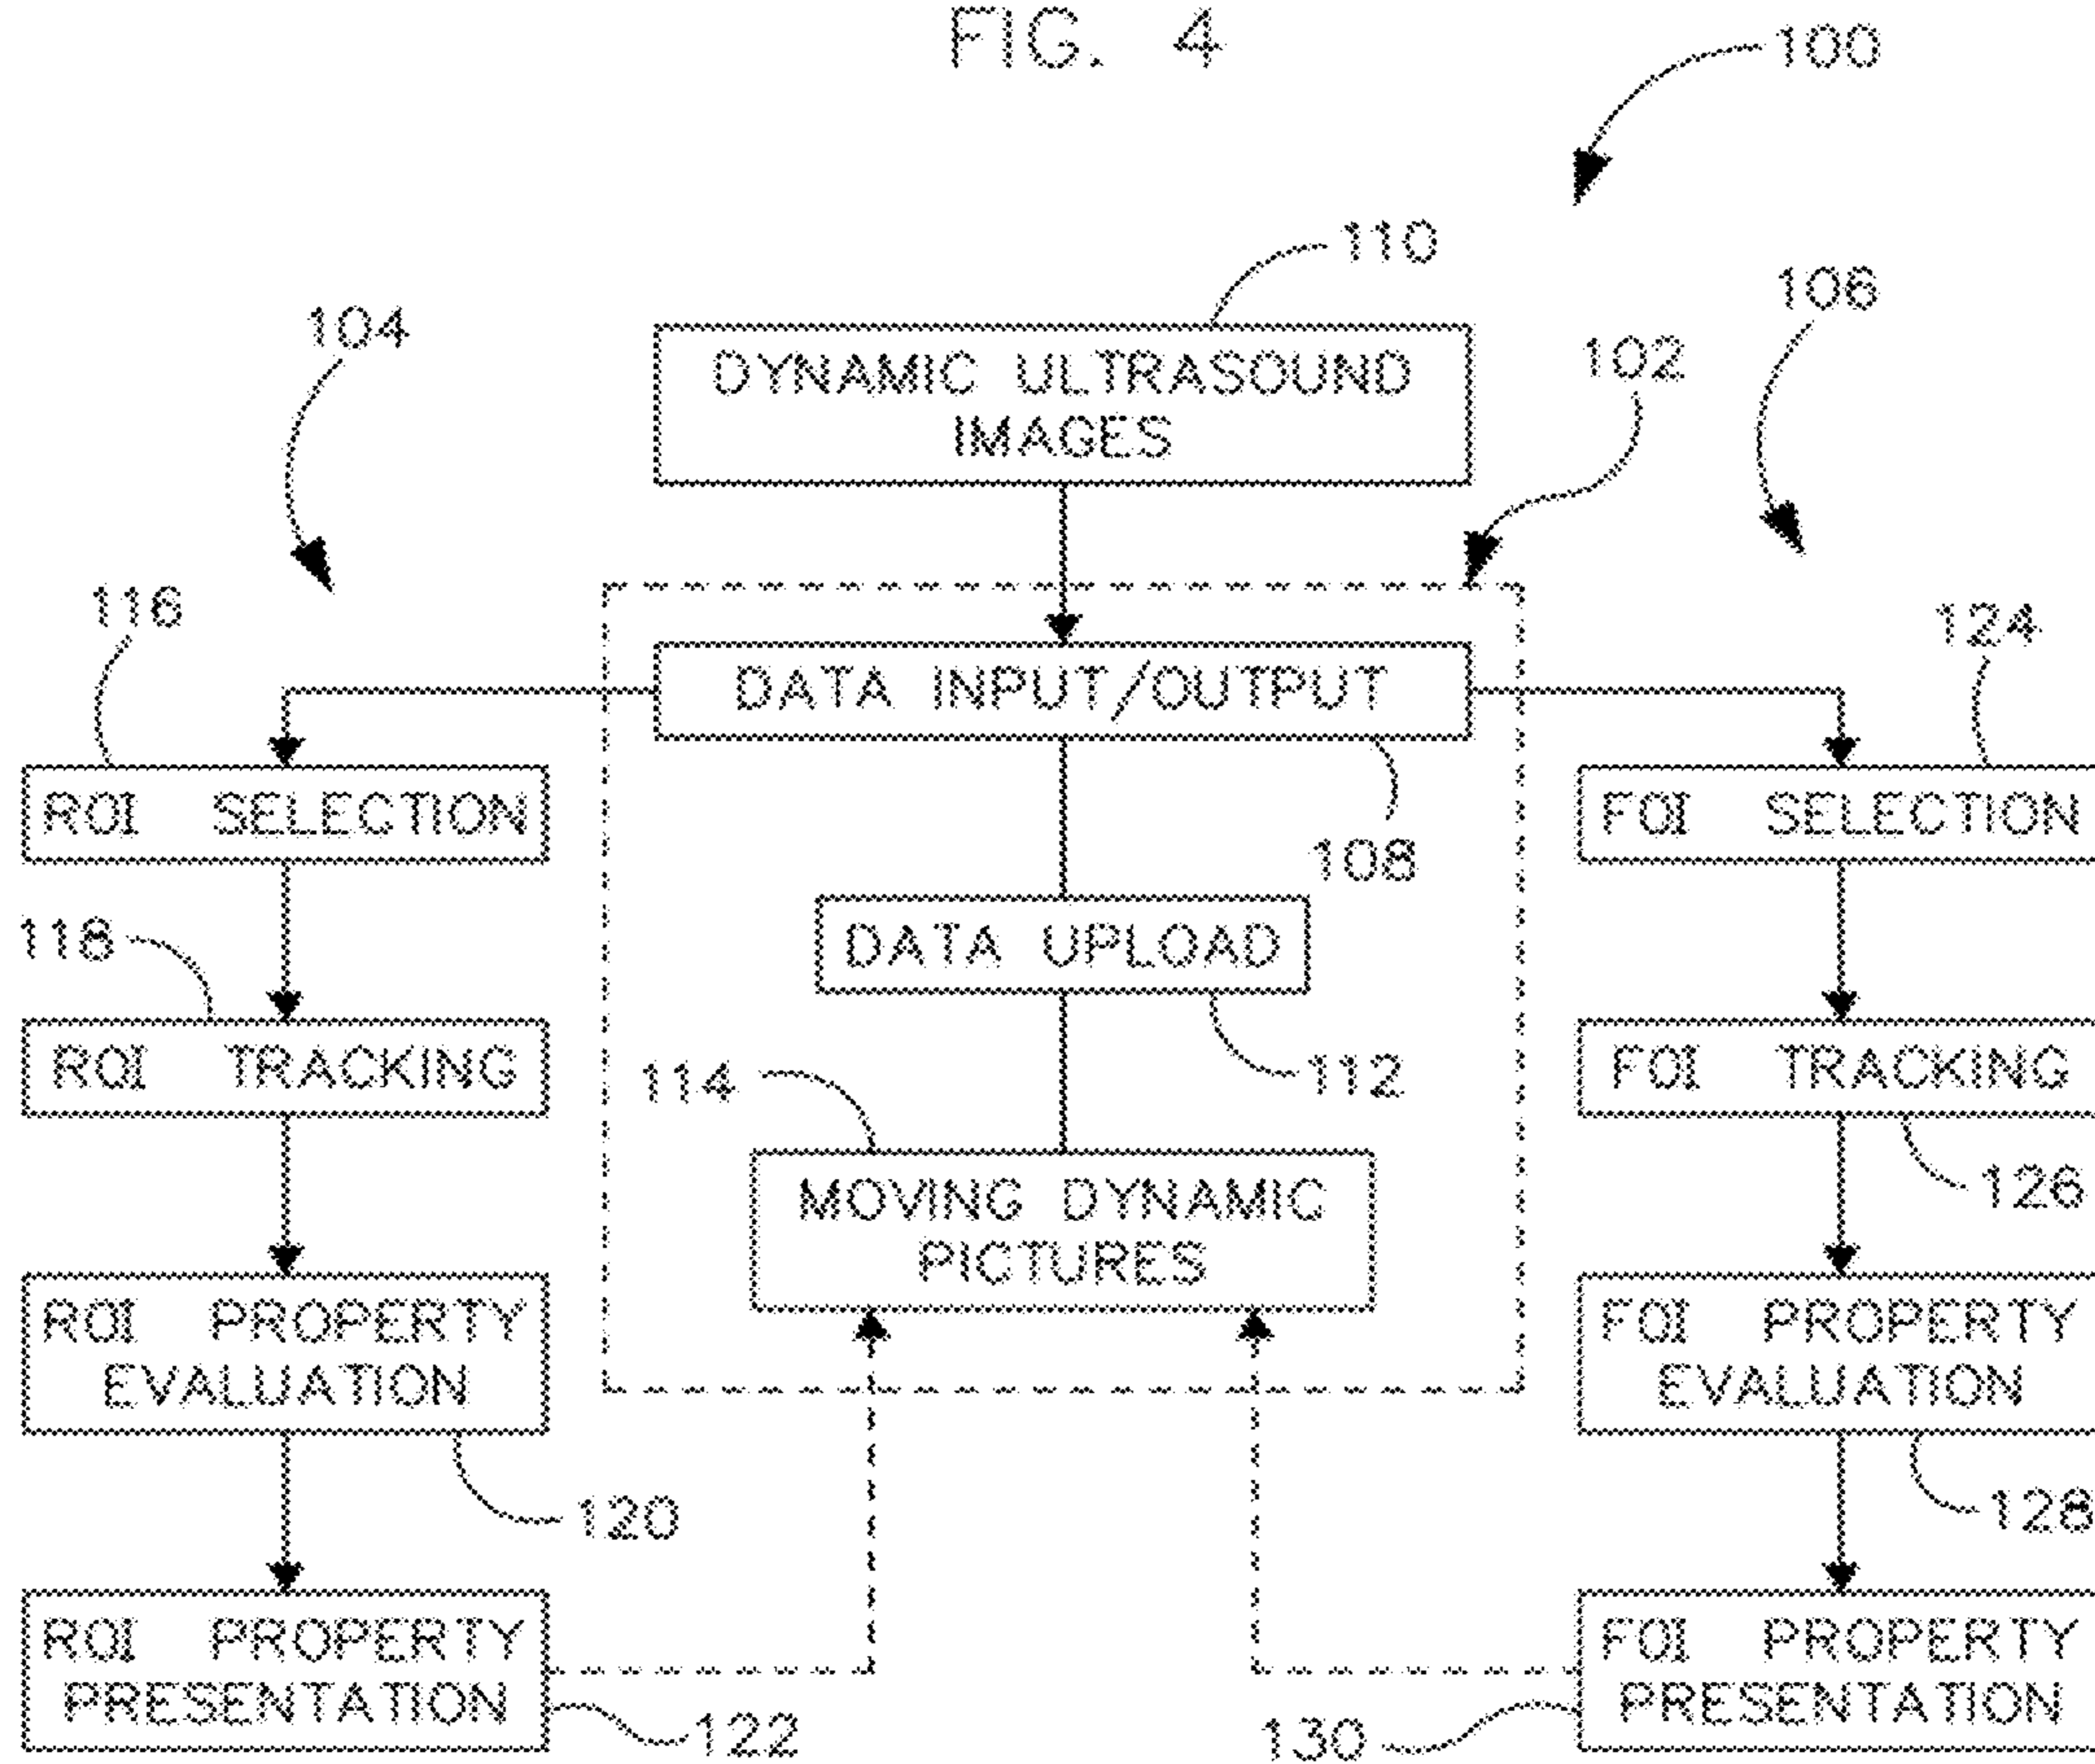 FIG. 4
100
110
104
106
102
DYNAMIC ULTRASOUND
IMAGES
116
124
DATA INPUT/OUTPUT
ROI SELECTION
FOI SELECTION
108
118
DATA UPLOAD
ROI TRACKING
114
112
FOI TRACKING
126
MOVING DYNAMIC
PICTURES
ROI PROPERTY
EVALUATION
FOI PROPERTY
EVALUATION
120
128
ROI PROPERTY
PRESENTATION
FOI PROPERTY
PRESENTATION
122
130